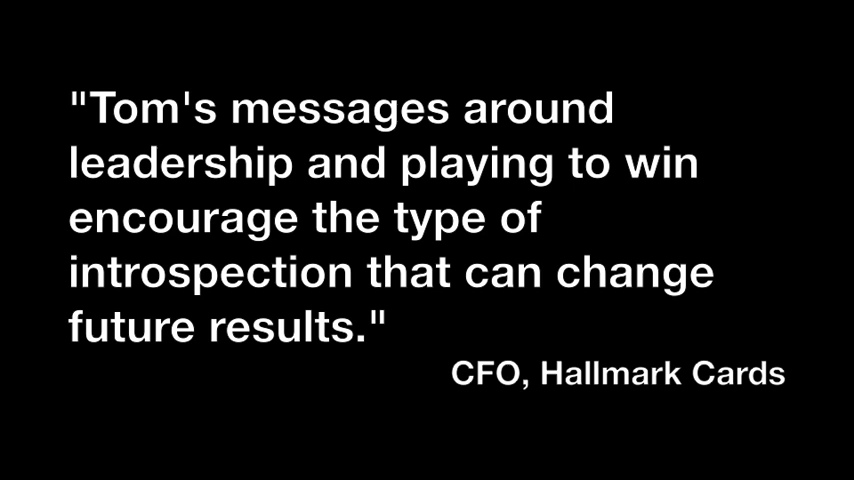 "Tom's messages around
leadership and playing to win
encourage the type of
introspection that can change
future results."
CFO, Hallmark Cards